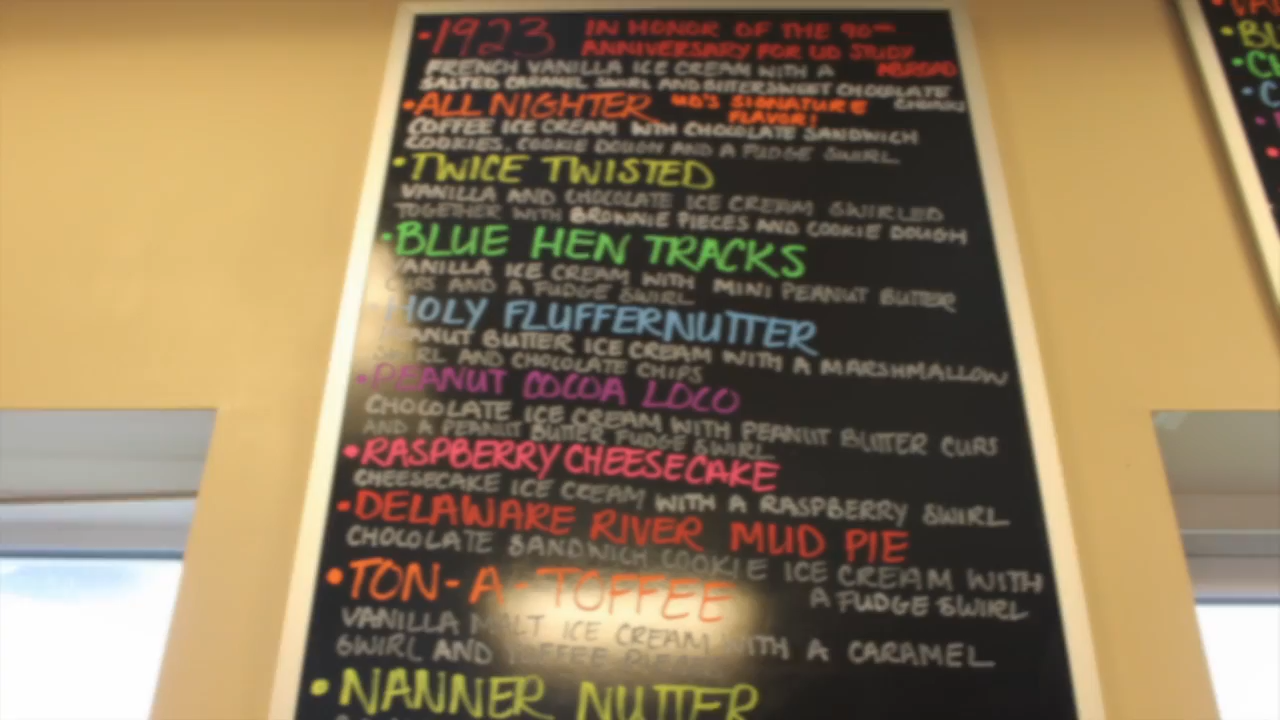 •1923 IN HONOR OF THE 90TH
ANNIVERSARY FOR UD STUDY
ABROAD
FRENCH VANILLA ICE CREAM WITH A
SALTED CARAMEL SWIRL AND BITTERSWEET CHOCOLATE
CHUNKS
•ALL NIGHTER UD'S SIGNATURE
FLAVOR!
COFFEE ICE CREAM WITH CHOCOLATE SANDWICH
COOKIES, COOKIE DOUGH AND A FUDGE SWIRL
•TWICE TWISTED
VANILLA AND CHOCOLATE ICE CREAM SWIRLED
TOGETHER WITH BROWNIE PIECES AND COOKIE DOUGH
•BLUE HEN TRACKS
VANILLA ICE CREAM WITH MINI PEANUT BUTTER
CUPS AND A FUDGE SWIRL
HOLY FLUFFERNUTTER
PEANUT BUTTER ICE CREAM WITH A MARSHMALLOW
SWIRL AND CHOCOLATE CHIPS
•PEANUT COCOA LOCO
CHOCOLATE ICE CREAM WITH PEANUT BUTTER CUPS
AND A PEANUT BUTTER FUDGE SWIRL
•RASPBERRY CHEESECAKE
CHEESECAKE ICE CREAM WITH A RASPBERRY SWIRL
•DELAWARE RIVER MUD PIE
CHOCOLATE SANDWICH COOKIE ICE CREAM WITH
A FUDGE SWIRL
•TON-A-TOFFEE
VANILLA MALT ICE CREAM WITH A CARAMEL
SWIRL AND TOFFEE PIECES
•NANNER NUTTER